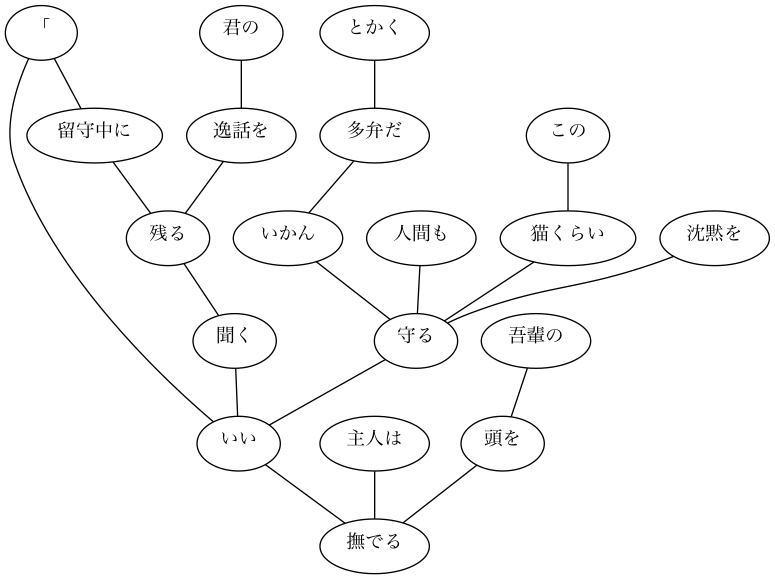 「
君の
とかく
留守中に
逸話を
多弁だ
この
残る
いかん
人間も
猫くらい
沈黙を
聞く
守る
吾輩の
いい
主人は
頭を
撫でる